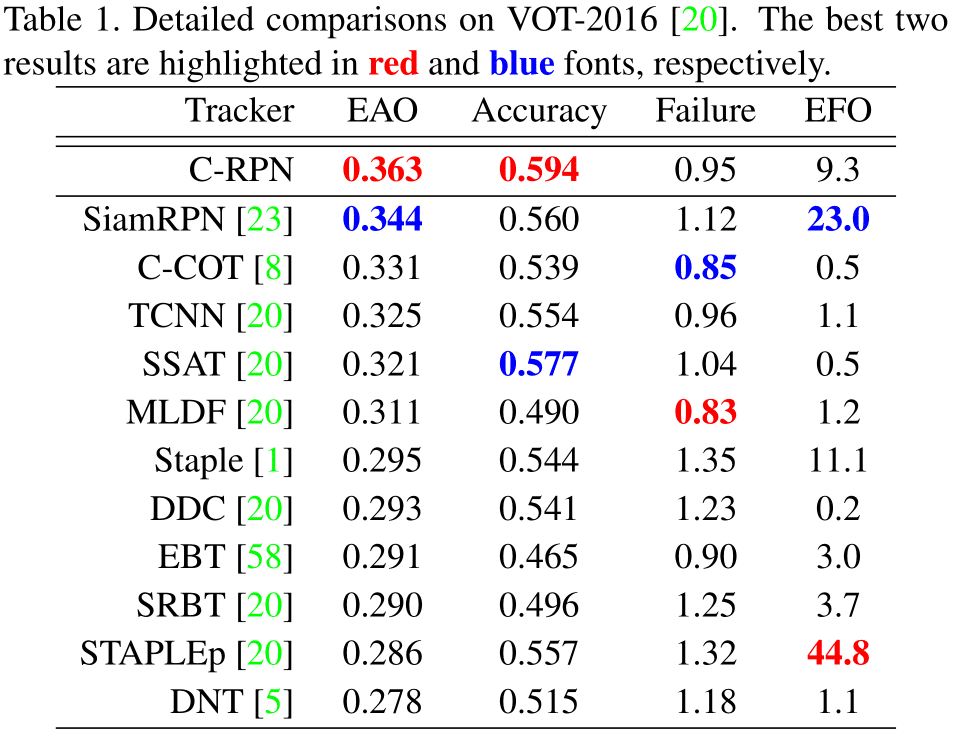 Table 1. Detailed comparisons on VOT-2016 [20]. The best two
results are highlighted in red and blue fonts, respectively.
Tracker EAO Accuracy Failure EFO
C-RPN 0.363 0.594 0.95 9.3
SiamRPN [23] 0.344 0.560 1.12 23.0
C-COT [8] 0.331 0.539 0.85 0.5
TCNN [20] 0.325 0.554 0.96 1.1
SSAT [20] 0.321 0.577 1.04 0.5
MLDF [20] 0.311 0.490 0.83 1.2
Staple [1] 0.295 0.544 1.35 11.1
DDC [20] 0.293 0.541 1.23 0.2
EBT [58] 0.291 0.465 0.90 3.0
SRBT [20] 0.290 0.496 1.25 3.7
STAPLEp [20] 0.286 0.557 1.32 44.8
DNT [5] 0.278 0.515 1.18 1.1